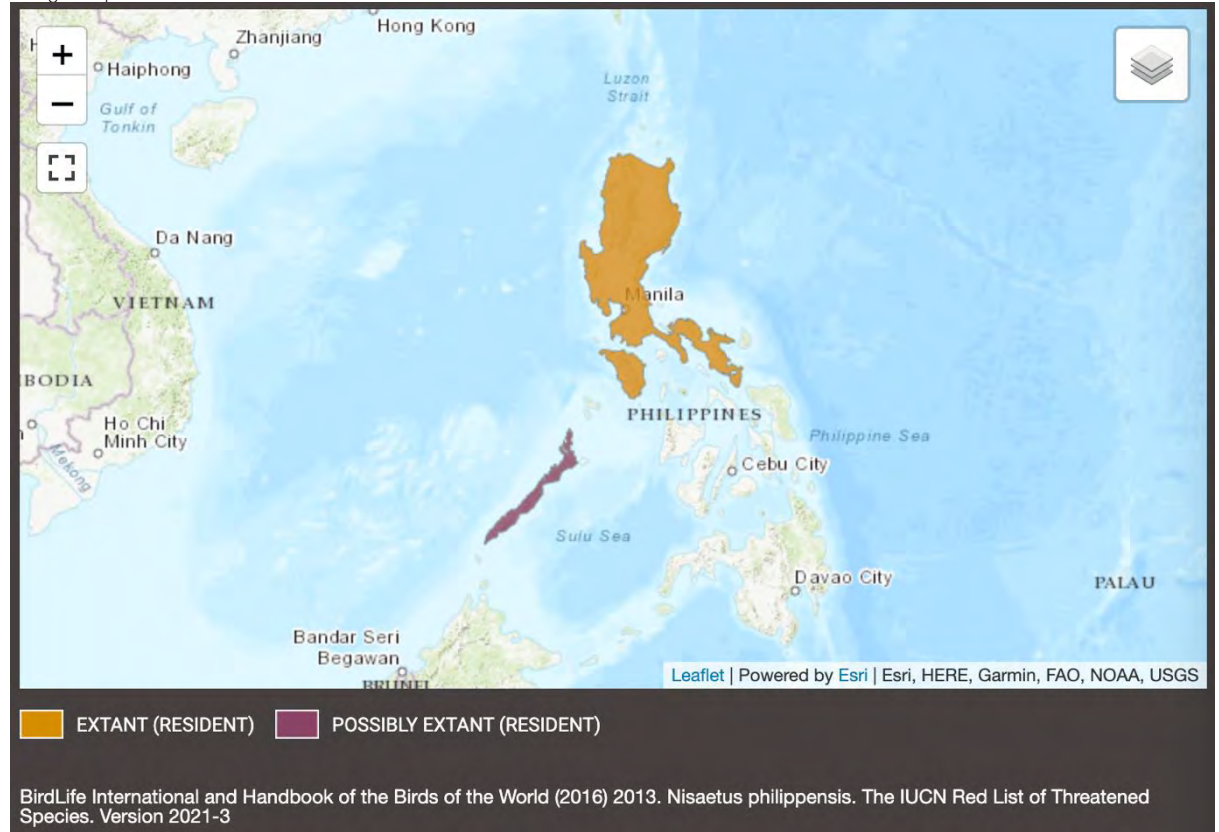 Hong Kong
Zhanjiang
+
Haiphong
−
Gulf of
Tonkin
Luzon
Strait
Da Nang
VIETNAM
Manila
BODIA
PHILIPPINES
Ho Chi
Minh City
Philippine Sea
Mekong
Cebu City
Sulu Sea
Davao City
PALAU
Bandar Seri
Begawan
BRUNEI
Leaflet | Powered by Esri | Esri, HERE, Garmin, FAO, NOAA, USGS
EXTANT (RESIDENT) POSSIBLY EXTANT (RESIDENT)
BirdLife International and Handbook of the Birds of the World (2016) 2013. Nisaetus philippensis. The IUCN Red List of Threatened
Species. Version 2021-3